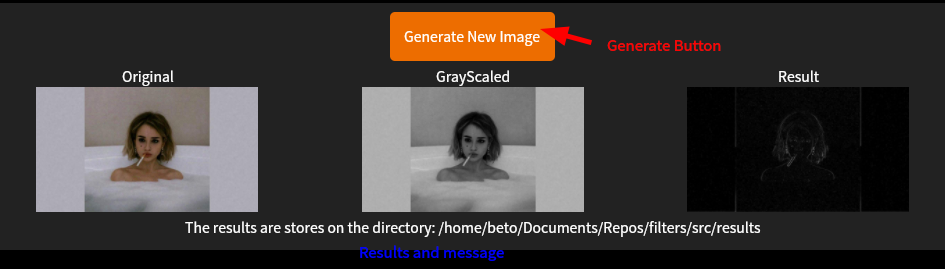 Generate New Image
Generate Button
Original
GrayScaled
Result
The results are stores on the directory: /home/beto/Documents/Repos/filters/src/results
Results and message